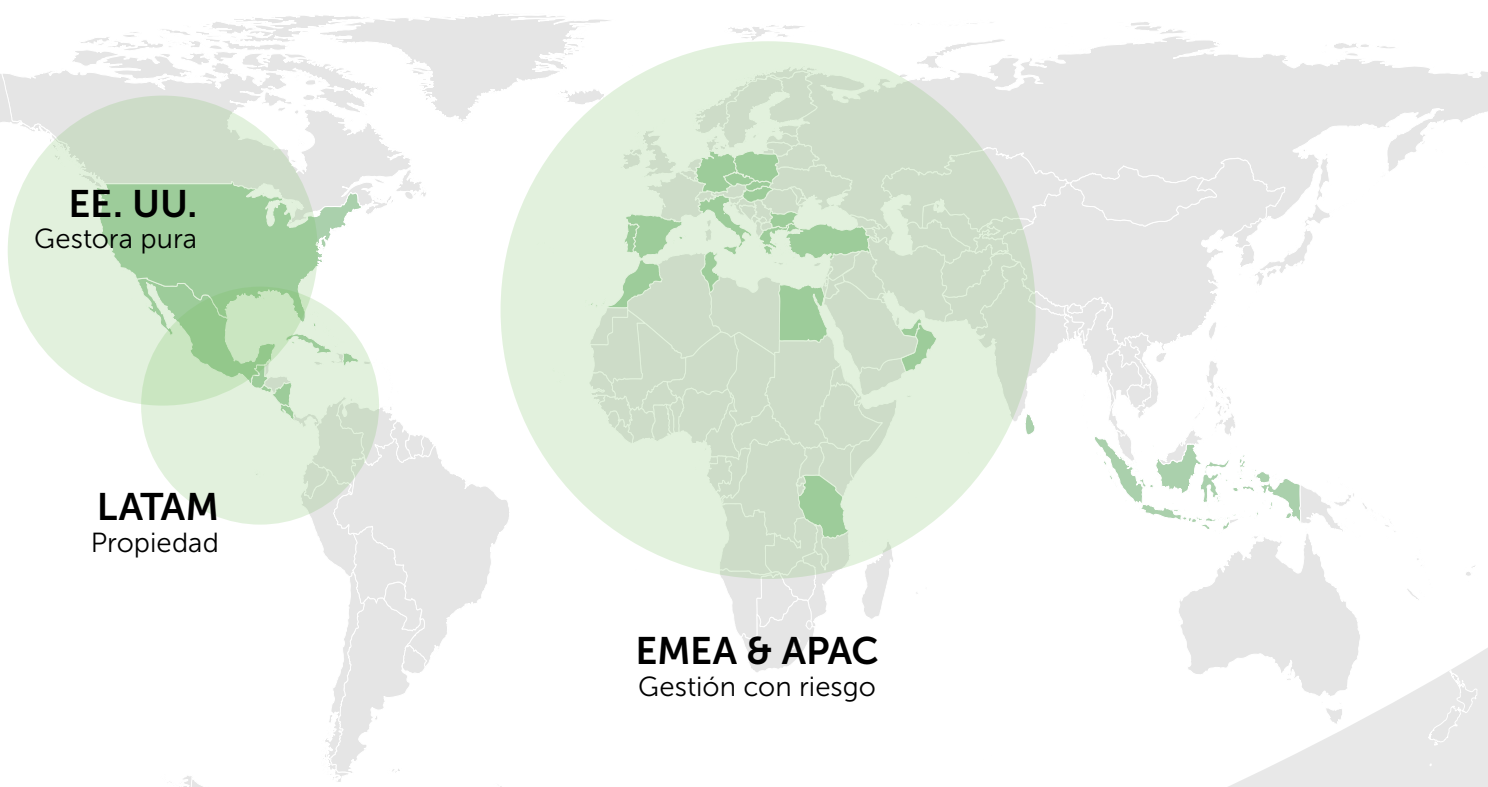 EE. UU.
Gestora pura
LATAM
Propiedad
EMEA & APAC
Gestión con riesgo